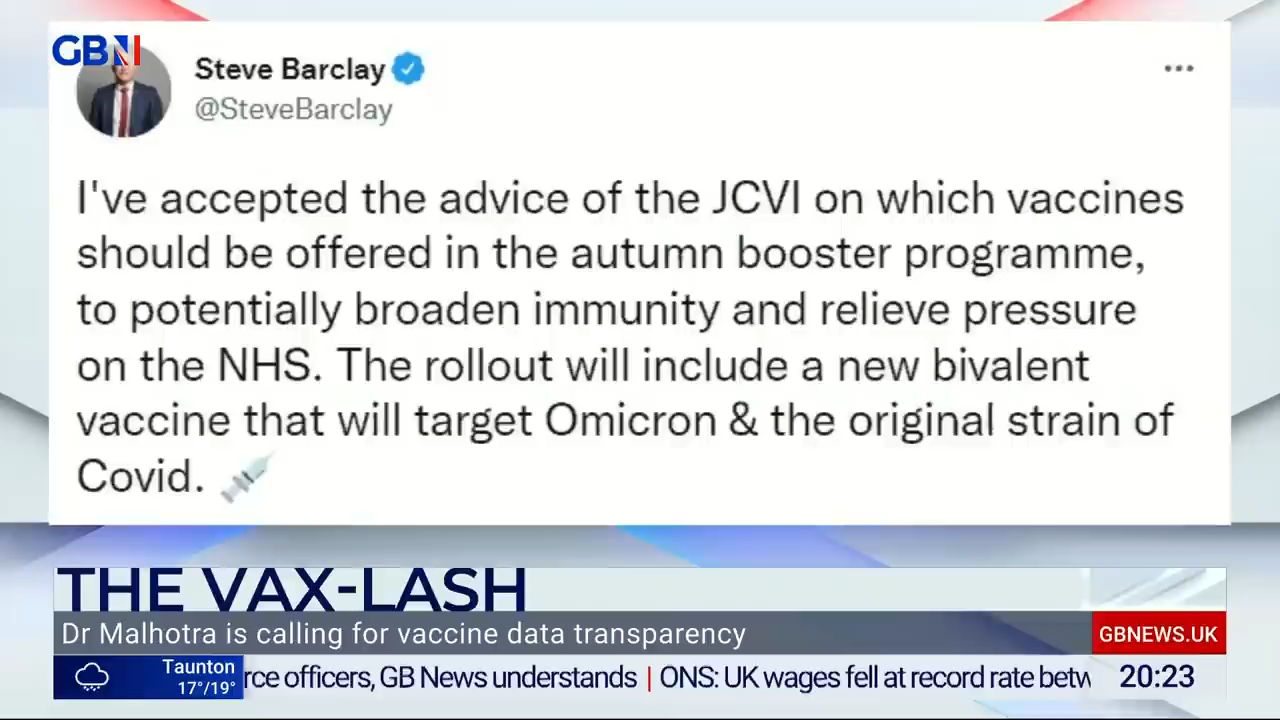 GBN
Steve Barclay
@SteveBarclay
I've accepted the advice of the JCVI on which vaccines
should be offered in the autumn booster programme,
to potentially broaden immunity and relieve pressure
on the NHS. The rollout will include a new bivalent
vaccine that will target Omicron & the original strain of
Covid.
THE VAX-LASH
Dr Malhotra is calling for vaccine data transparency
GBNEWS.UK
Taunton
17°/19°
rce officers, GB News understands | ONS: UK wages fell at record rate betw
20:23